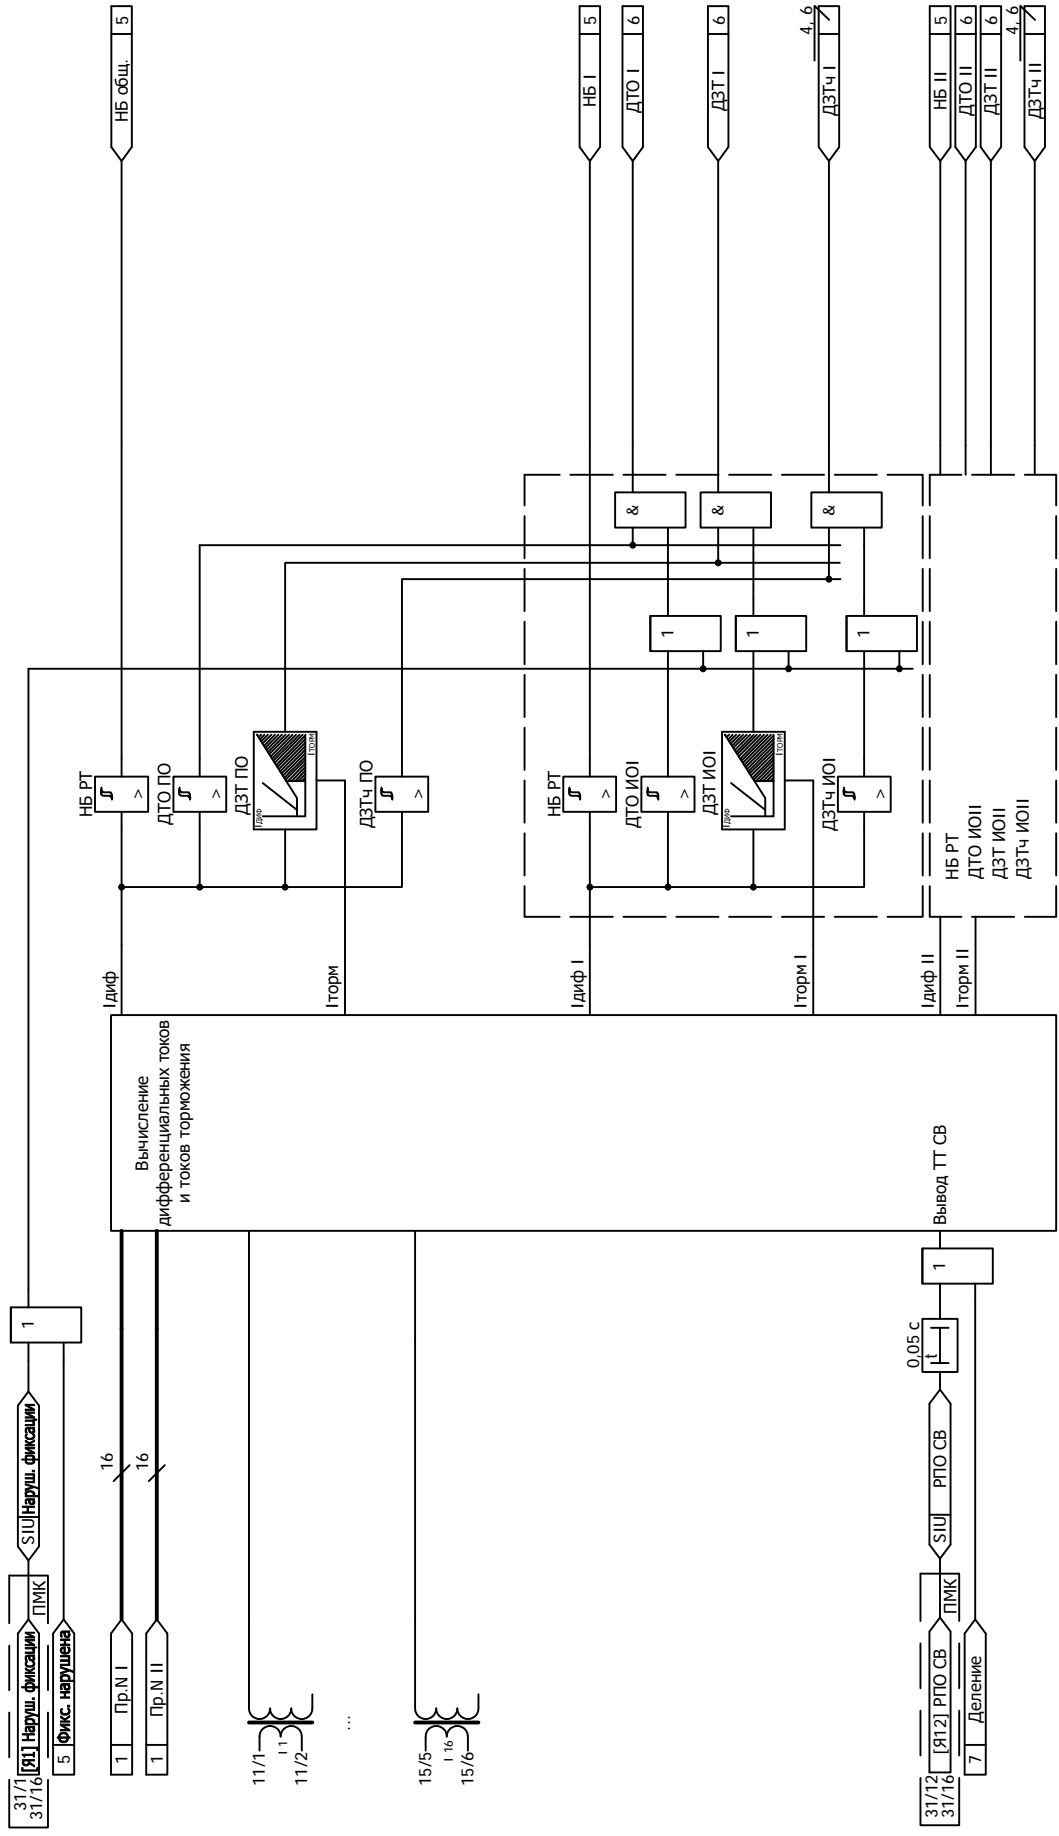 31/1
31/16
[Я1] Наруш. фиксации
ПМК
SIU Наруш. фиксации
1
5 Фикс. нарушена
1 Пр.N I
16
1 Пр.N II
16
11/1
I 1
11/2
...
15/5
I 16
15/6
31/12
31/16
[Я12] РПО СВ
ПМК
SIU РПО СВ
0,05 с
t
1
7 Деление
Вычисление
дифференциальных токов
и токов торможения
Вывод ТТ СВ
Iдиф
Iторм
Iдиф I
Iторм I
Iдиф II
Iторм II
НБ РТ
>
ДТО ПО
>
ДЗТ ПО
Iдиф
Iторм
ДЗТч ПО
>
НБ РТ
>
ДТО ИОI
>
ДЗТ ИОI
Iдиф
Iторм
ДЗТч ИОI
>
1
1
1
&
&
&
НБ РТ
ДТО ИОII
ДЗТ ИОII
ДЗТч ИОII
НБ общ. 5
НБ I 5
ДТО I 6
ДЗТ I 6
ДЗТч I
4, 6
НБ II 5
ДТО II 6
ДЗТ II 6
ДЗТч II
4, 6